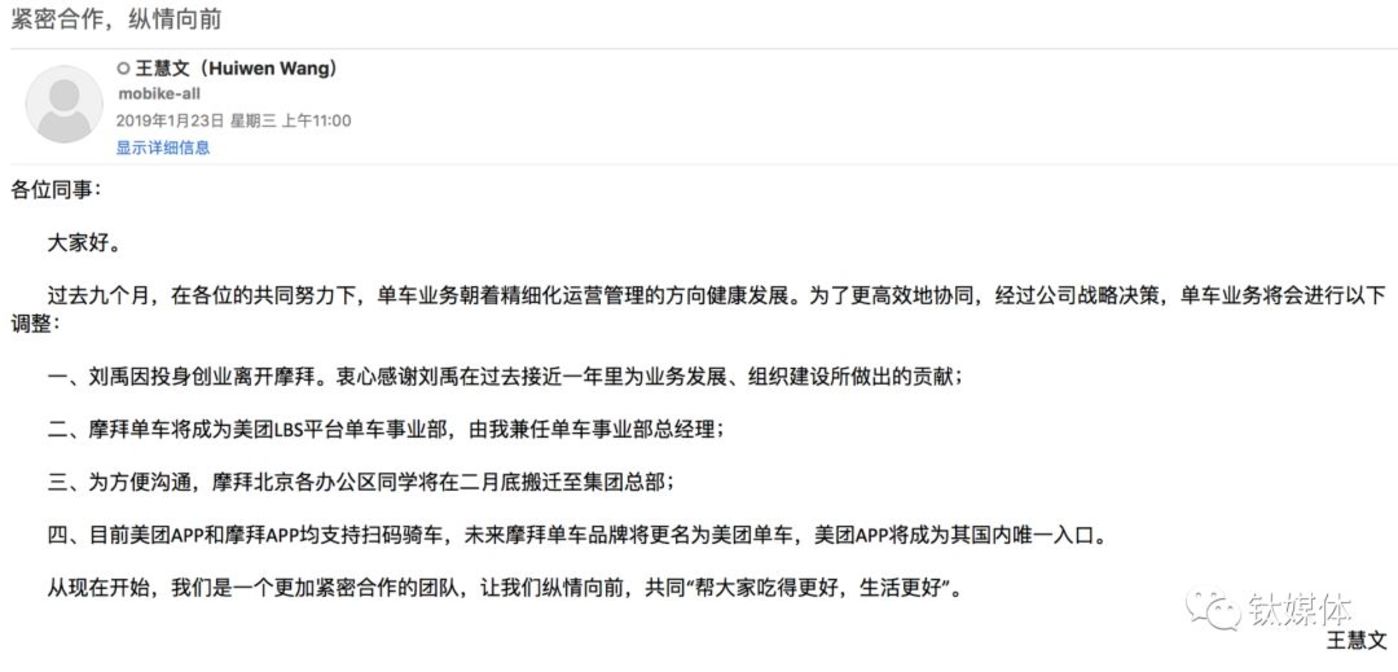 紧密合作，纵情向前
王慧文（Huiwen Wang）
mobike-all
2019年1月23日 星期三 上午11:00
显示详细信息
各位同事：
大家好。
过去九个月，在各位的共同努力下，单车业务朝着精细化运营管理的方向健康发展。为了更高效地协同，经过公司战略决策，单车业务将会进行以下
调整：
一、刘禹因投身创业离开摩拜。衷心感谢刘禹在过去接近一年里为业务发展、组织建设所做出的贡献；
二、摩拜单车将成为美团LBS平台单车事业部，由我兼任单车事业部总经理；
三、为方便沟通，摩拜北京各办公区同学将在二月底搬迁至集团总部；
四、目前美团APP和摩拜APP均支持扫码骑车，未来摩拜单车品牌将更名为美团单车，美团APP将成为其国内唯一入口。
从现在开始，我们是一个更加紧密合作的团队，让我们纵情向前，共同“帮大家吃得更好，生活更好”。
钛媒体
王慧文